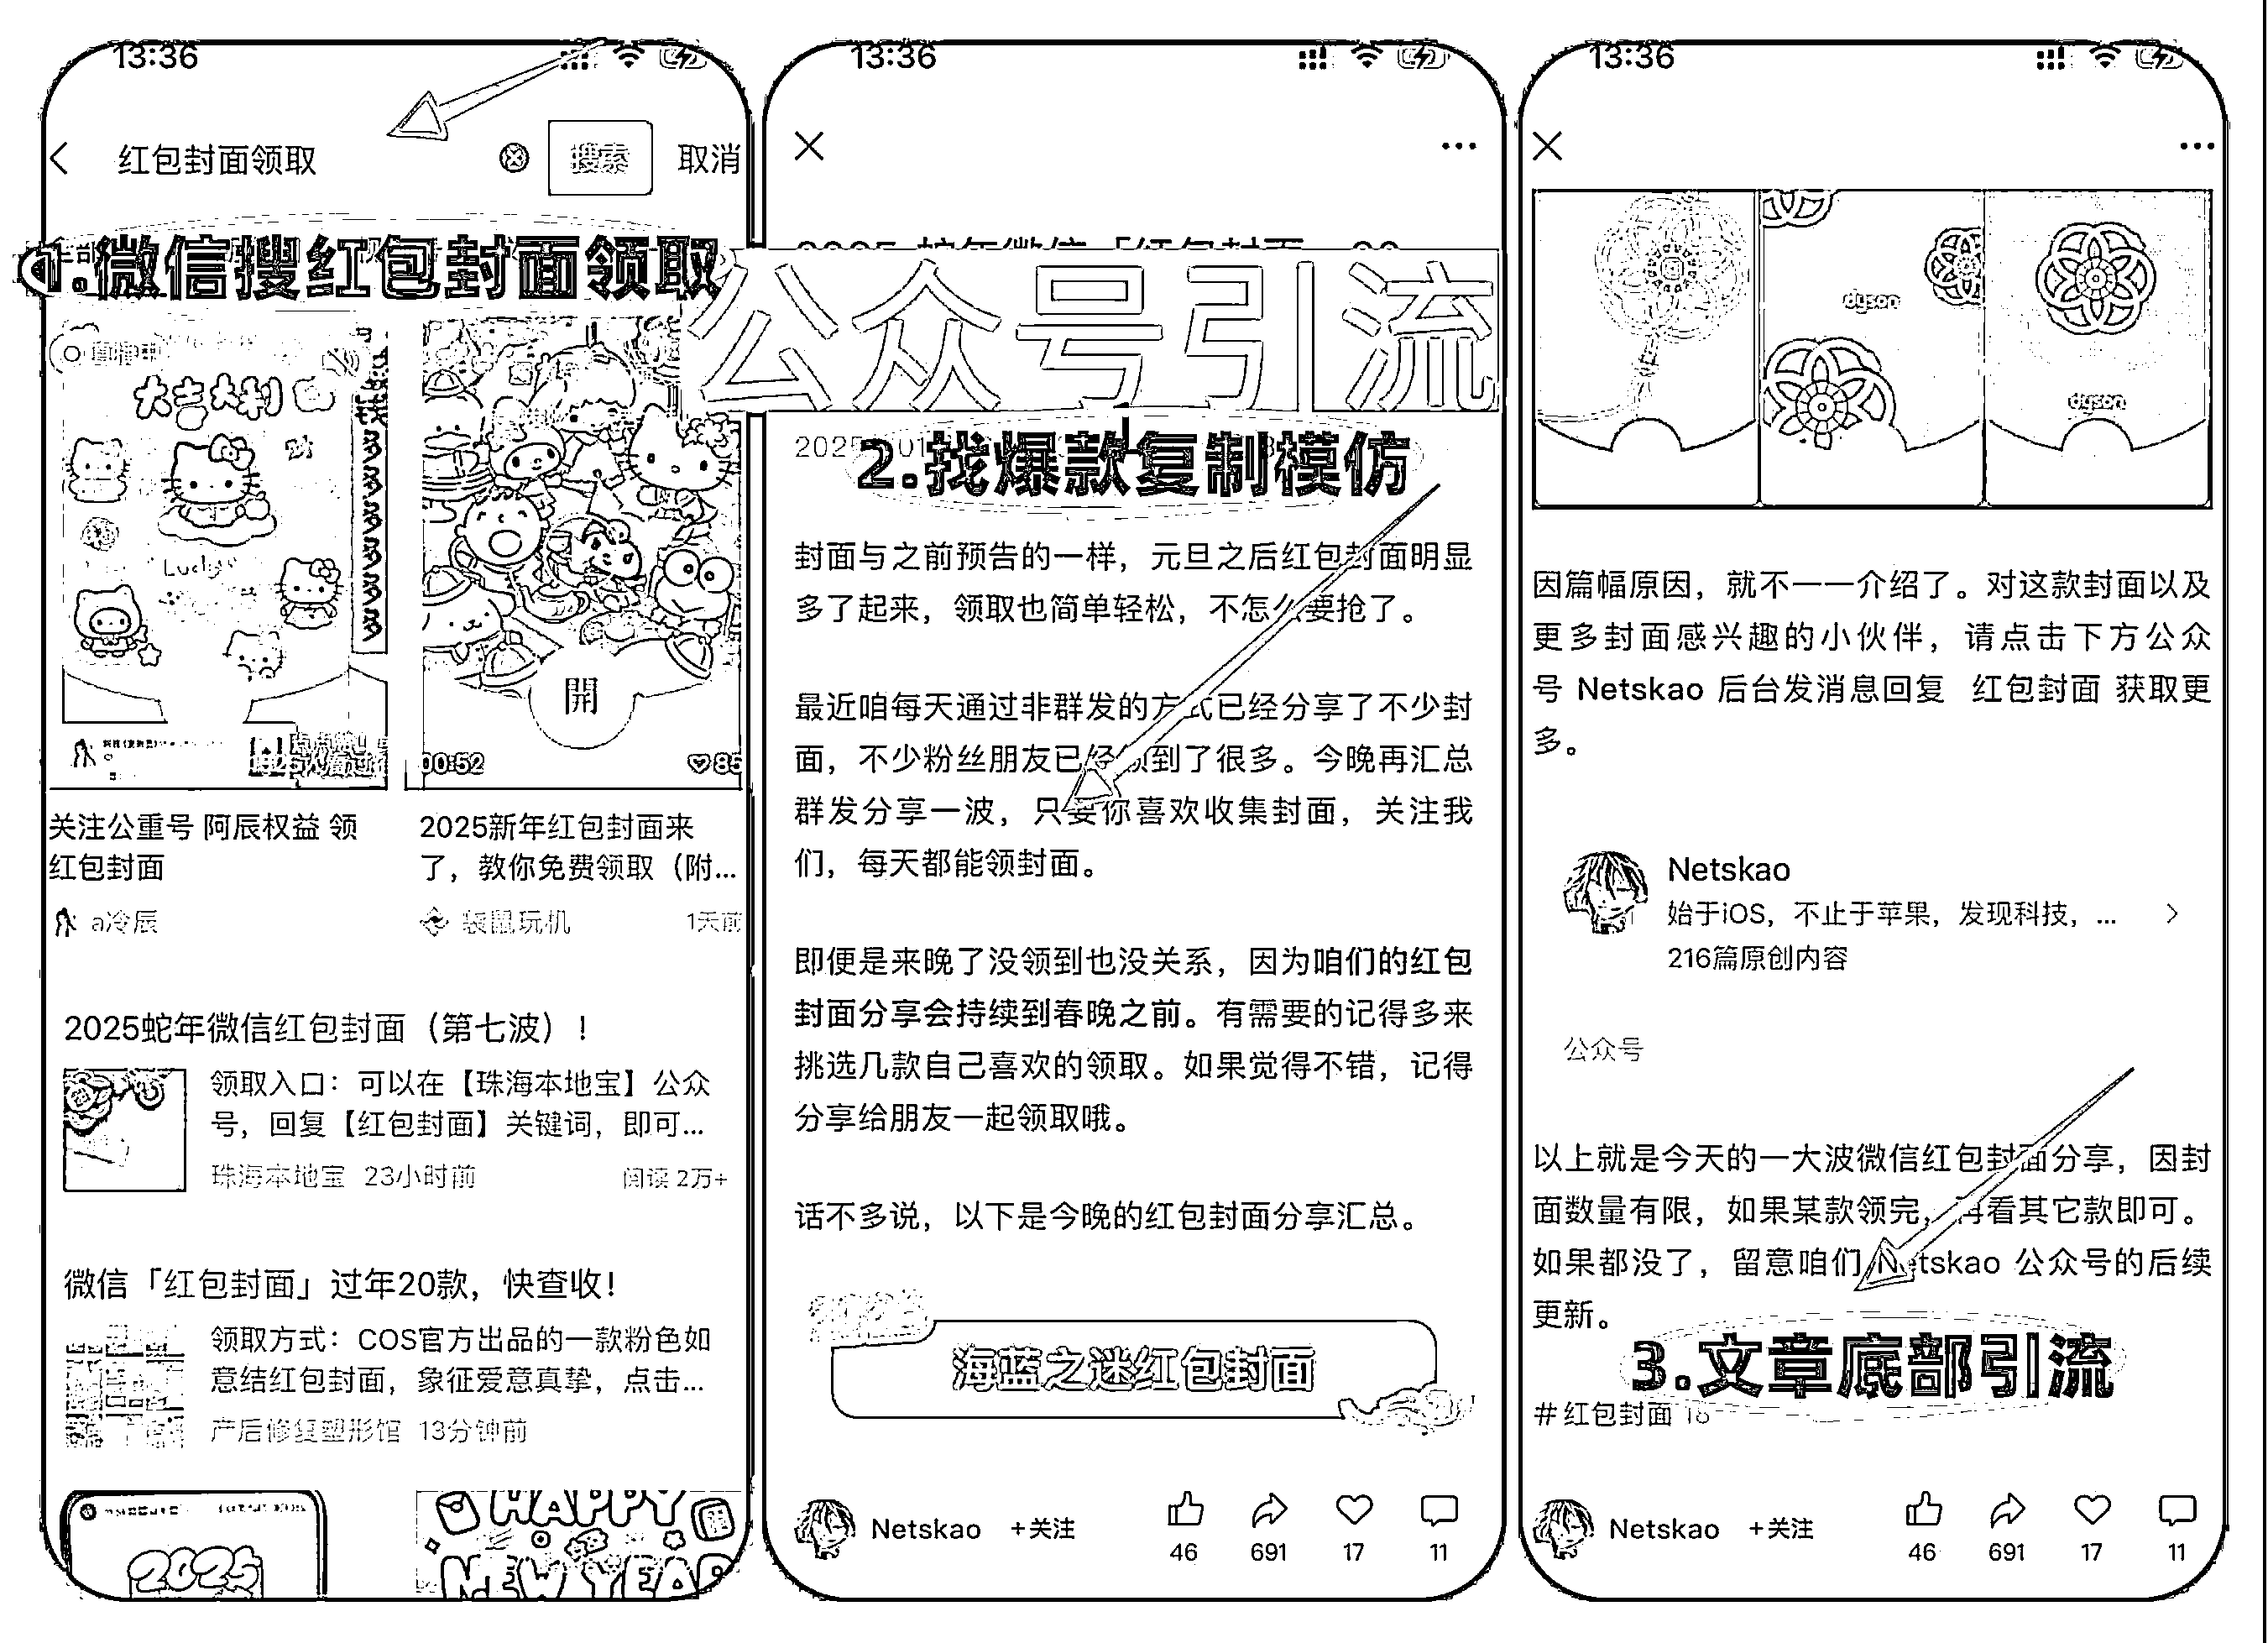 13:36
红包封面领取
搜索
取消
1.微信搜红包封面领取
大吉大利
Lucky
開
00:52
关注公重号 阿辰权益 领
红包封面
a冷辰
2025新年红包封面来
了，教你免费领取（附...
袋鼠玩机
1天前
2025蛇年微信红包封面（第七波）！
领取入口：可以在【珠海本地宝】公众
号，回复【红包封面】关键词，即可...
珠海本地宝 23小时前
阅读 2万+
微信「红包封面」过年20款，快查收！
领取方式：COS官方出品的一款粉色如
意结红包封面，象征爱意真挚，点击...
产后修复塑形馆 13分钟前
2025
HAPPY
NEW YEAR
13:36
公众号引流
2.找爆款复制模仿
封面与之前预告的一样，元旦之后红包封面明显
多了起来，领取也简单轻松，不怎么要抢了。
最近咱每天通过非群发的方式已经分享了不少封
面，不少粉丝朋友已经领到了很多。今晚再汇总
群发分享一波，只要你喜欢收集封面，关注我
们，每天都能领封面。
即便是来晚了没领到也没关系，因为咱们的红包
封面分享会持续到春晚之前。有需要的记得多来
挑选几款自己喜欢的领取。如果觉得不错，记得
分享给朋友一起领取哦。
话不多说，以下是今晚的红包封面分享汇总。
海蓝之迷红包封面
Netskao +关注
46
691
17
11
13:36
dyson
dyson
因篇幅原因，就不一一介绍了。对这款封面以及
更多封面感兴趣的小伙伴，请点击下方公众
号 Netskao 后台发消息回复 红包封面 获取更
多。
Netskao
始于iOS，不止于苹果，发现科技，...
216篇原创内容
公众号
以上就是今天的一大波微信红包封面分享，因封
面数量有限，如果某款领完，再看其它款即可。
如果都没了，留意咱们 Netskao 公众号的后续
更新。
3.文章底部引流
#红包封面
Netskao +关注
46
691
17
11